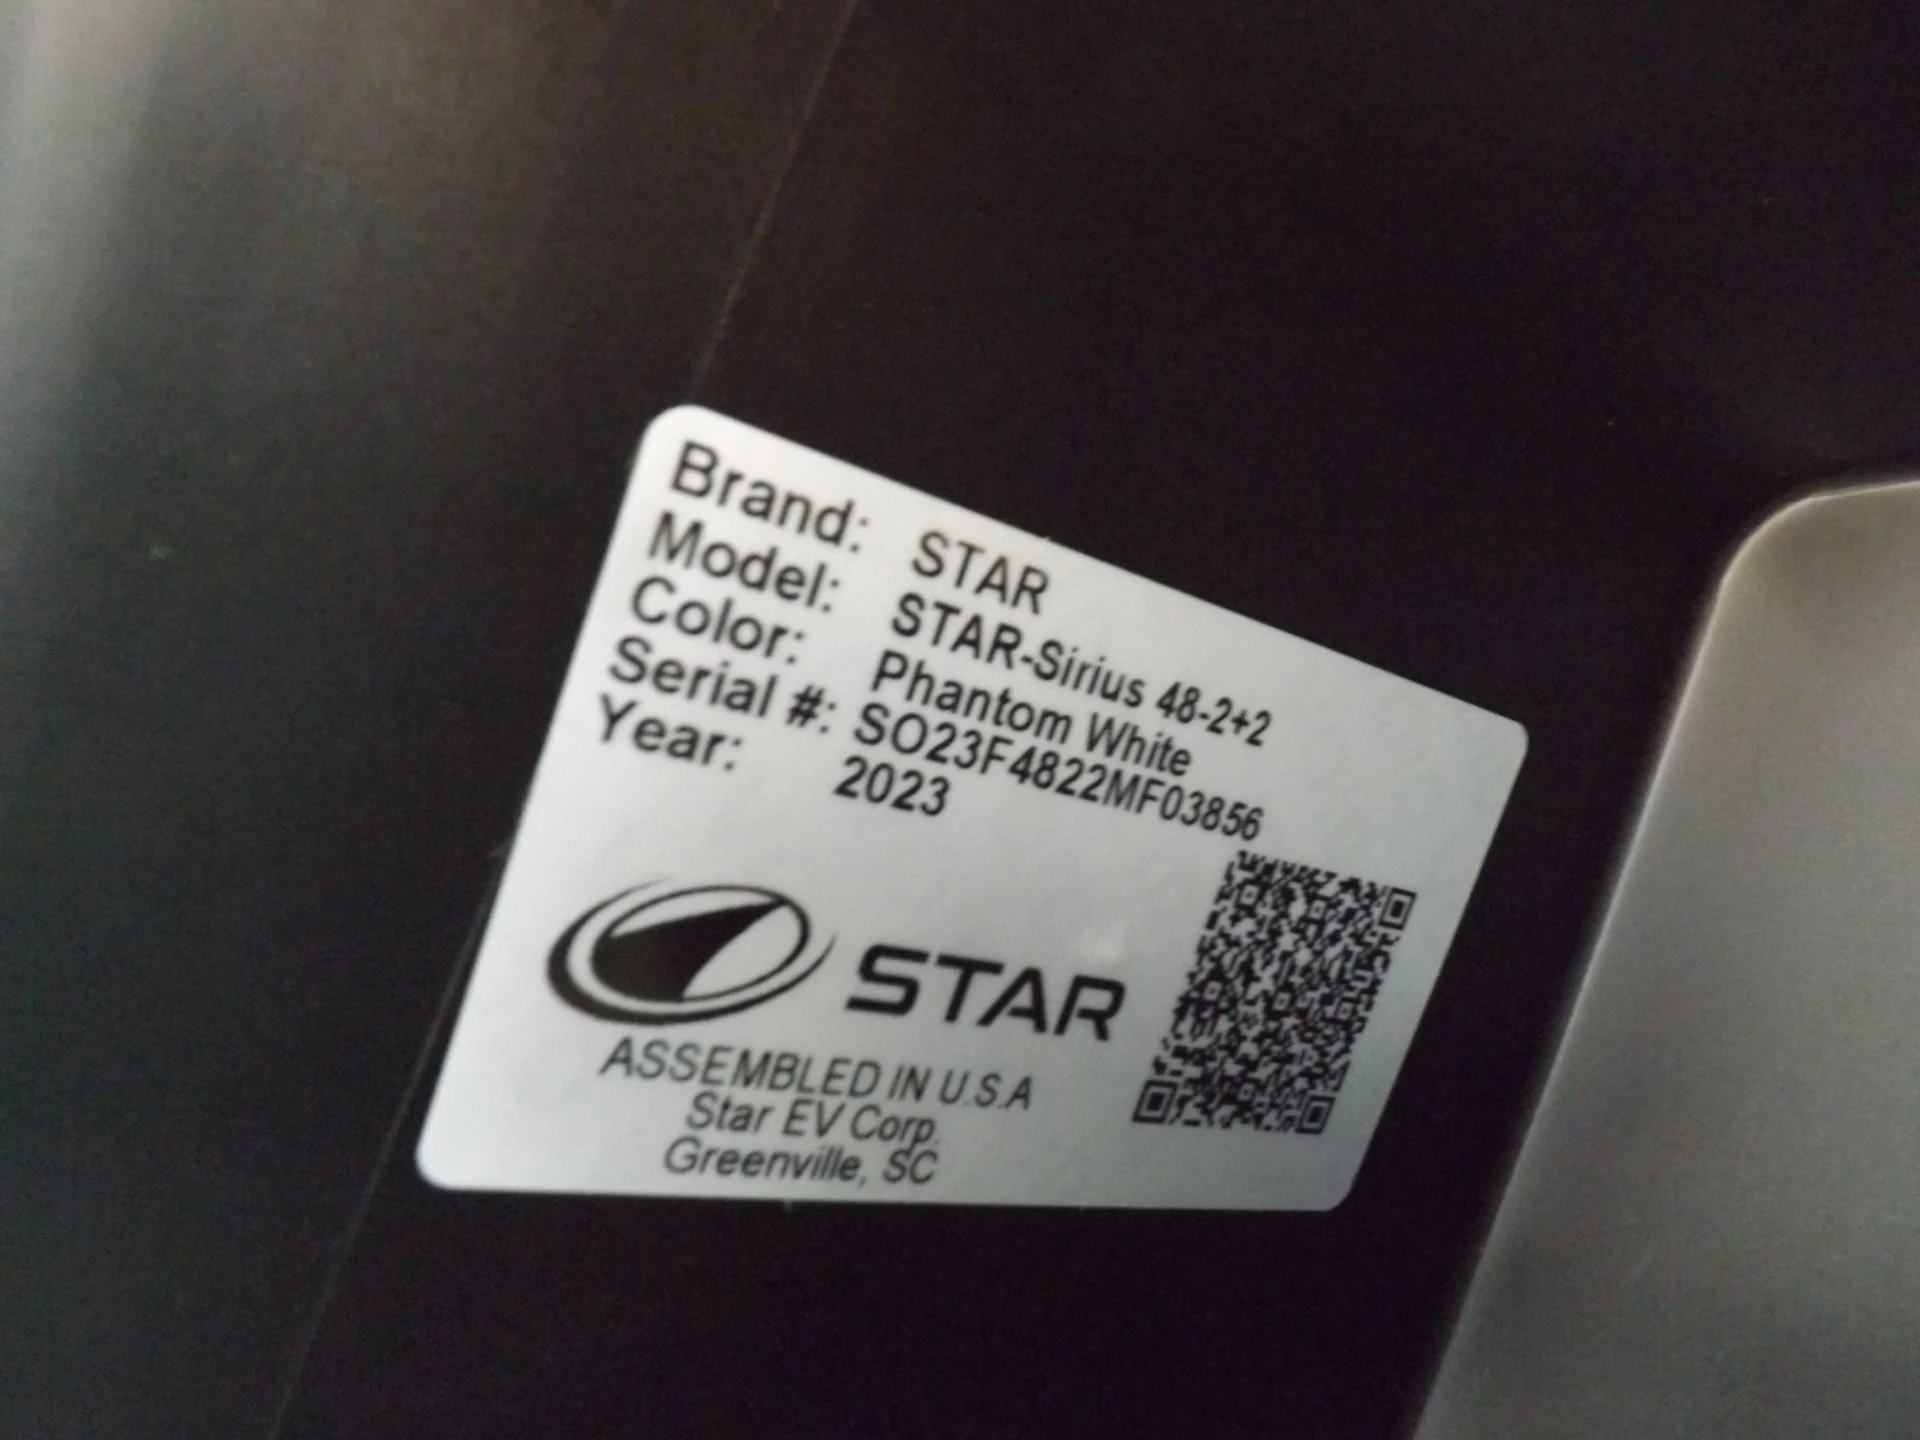 Brand: STAR
Model: STAR-Sirius 48-2+2
Color: Phantom White
Serial #: SO23F4822MF03856
Year: 2023
STAR
ASSEMBLED IN U.S.A
Star EV Corp.
Greenville, SC